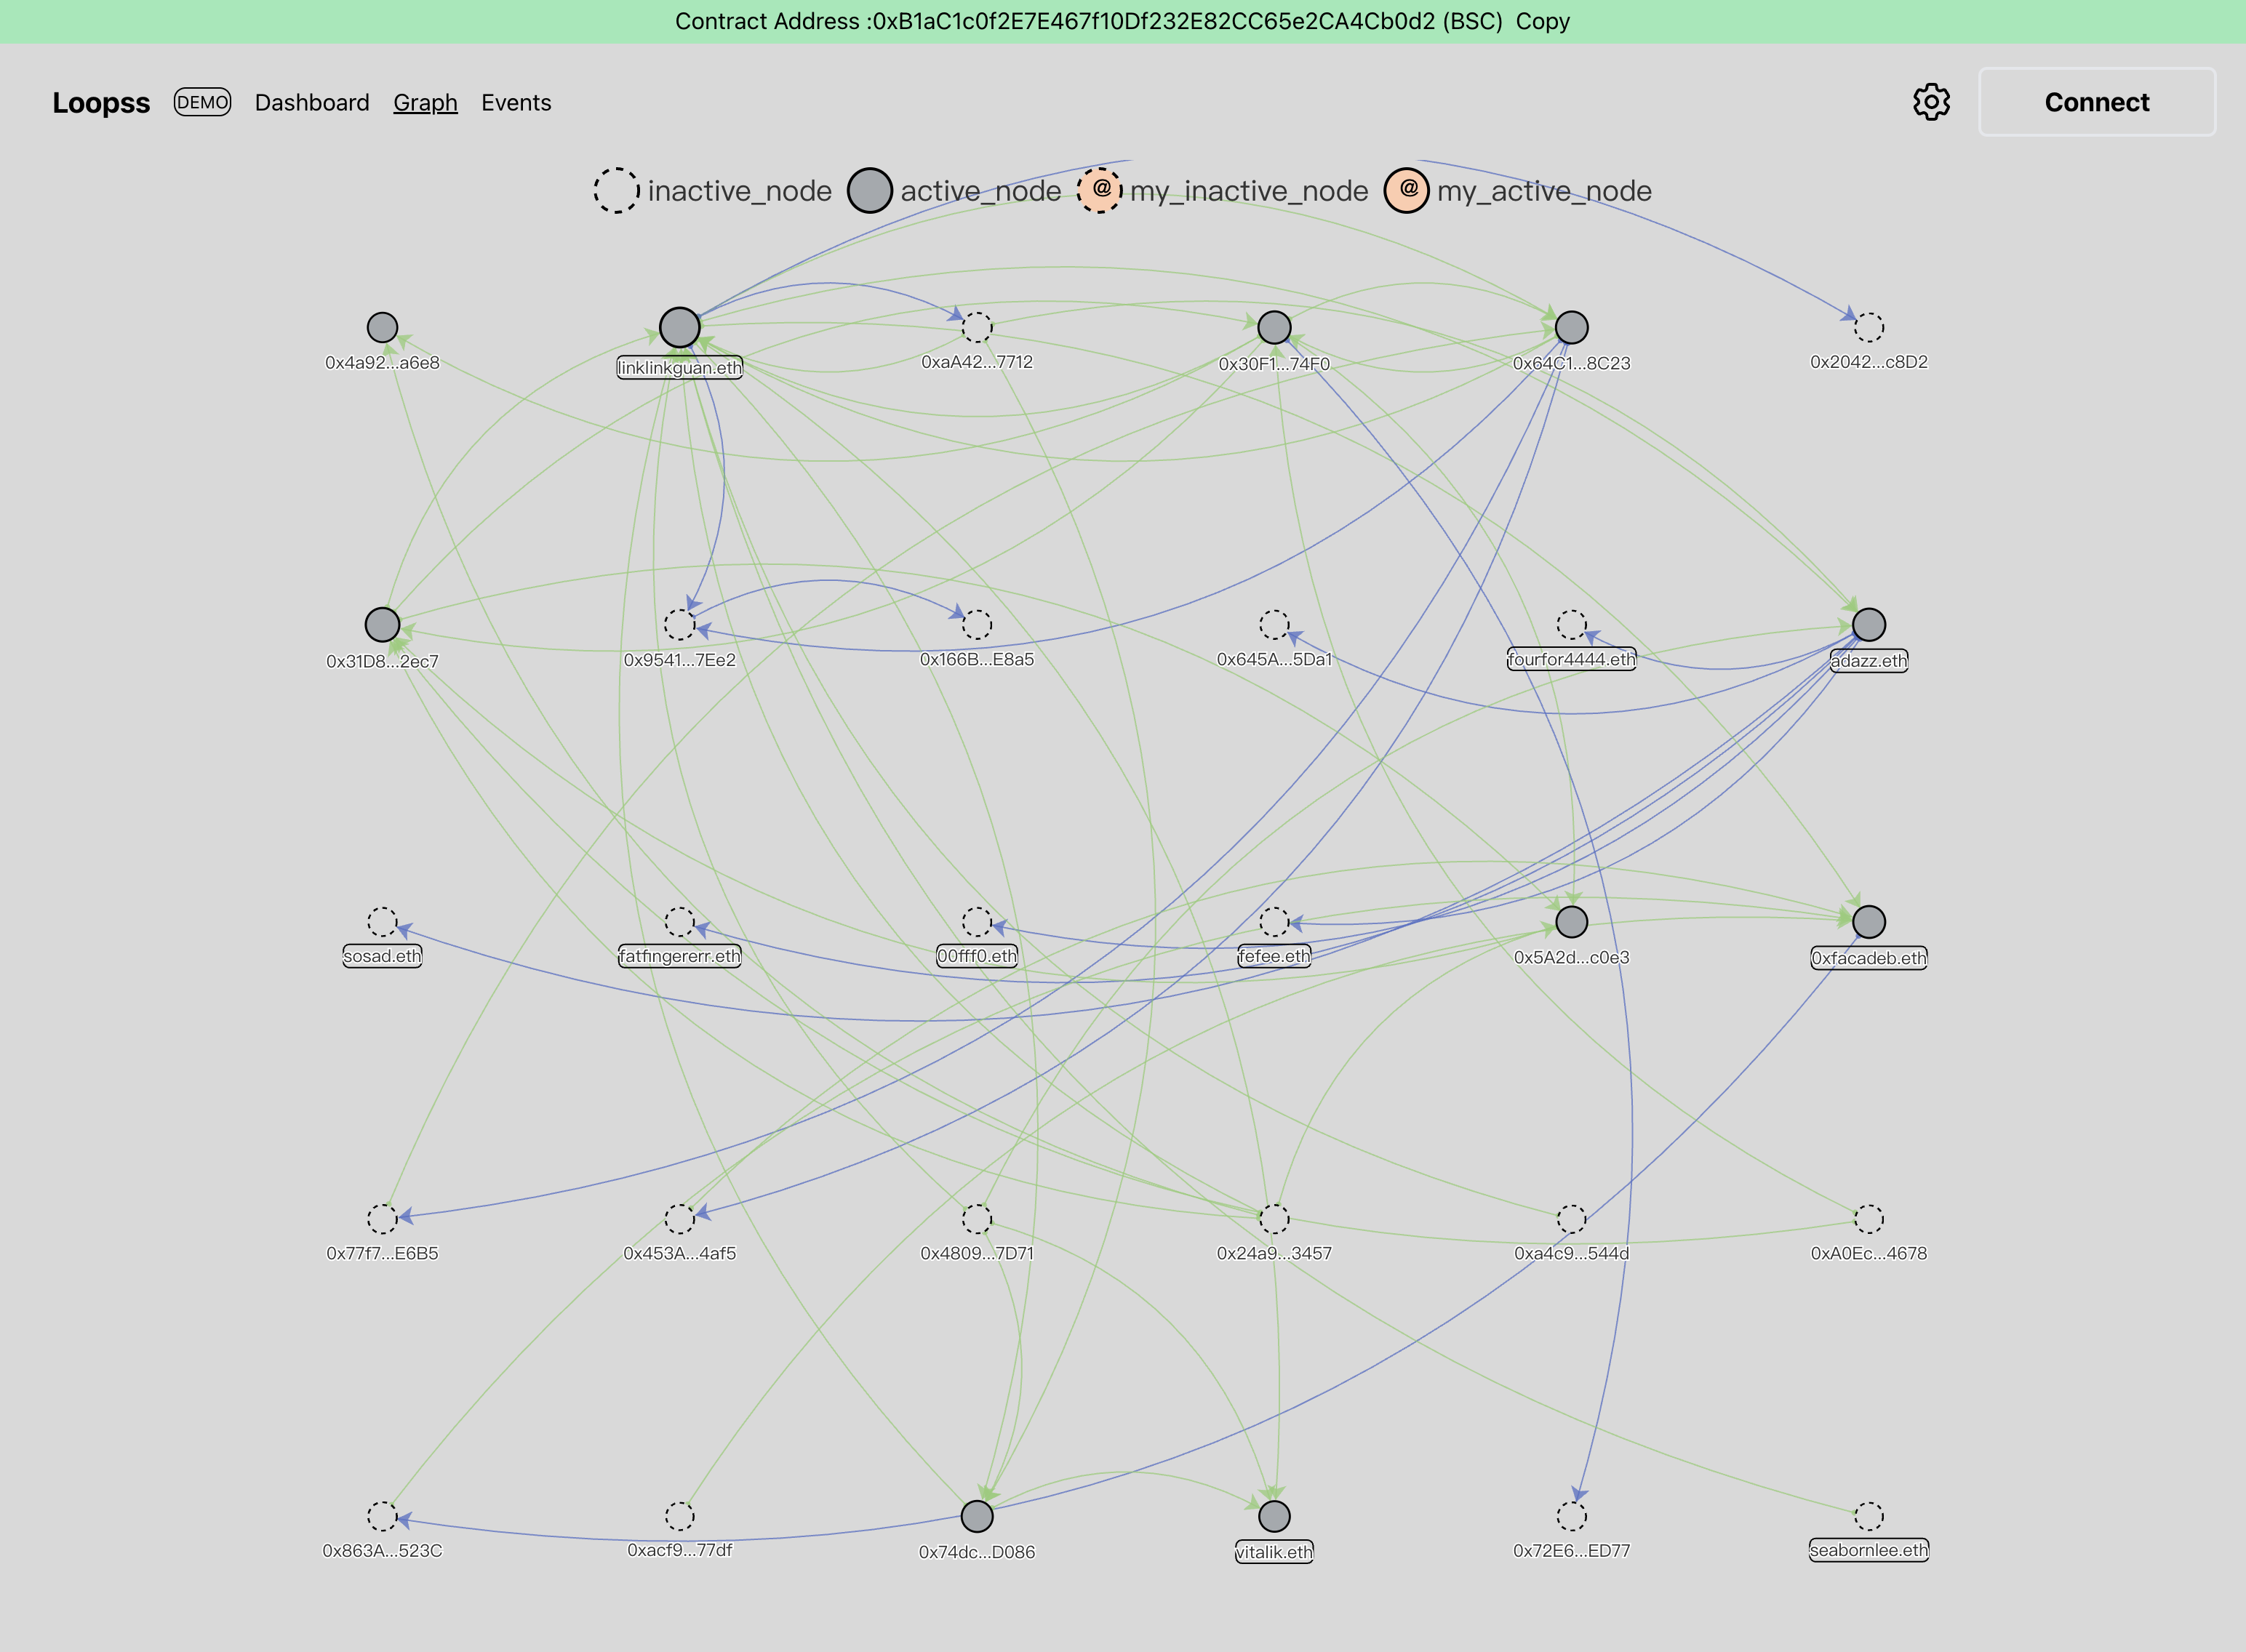 Contract Address :0xB1aC1c0f2E7E467f10Df232E82CC65e2CA4Cb0d2 (BSC) Copy
Loopss DEMO Dashboard Graph Events Connect
inactive_node active_node @ my_inactive_node @ my_active_node
0x4a92...a6e8 linklinkguan.eth 0xaA42...7712 0x30F1...74F0 0x64C1...8C23 0x2042...c8D2
0x31D8...2ec7 0x9541...7Ee2 0x166B...E8a5 0x645A...5Da1 fourfor4444.eth adazz.eth
sosad.eth fatfingererr.eth 00fff0.eth fefee.eth 0x5A2d...c0e3 0xfacadeb.eth
0x77f7...E6B5 0x453A...4af5 0x4809...7D71 0x24a9...3457 0xa4c9...544d 0xA0Ec...4678
0x863A...523C 0xacf9...77df 0x74dc...D086 vitalik.eth 0x72E6...ED77 seabornlee.eth